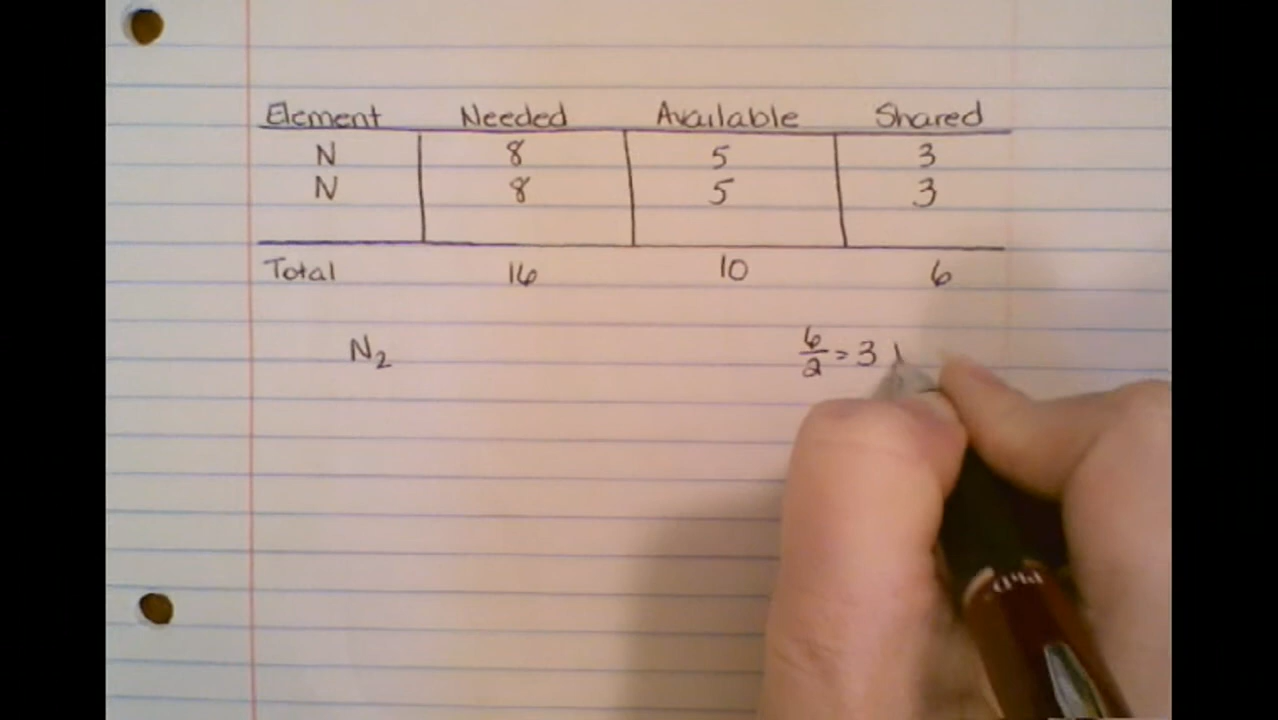 Element Needed Available Shared
N 8 5 3
N 8 5 3
Total 16 10 6
N2 6/2 = 3